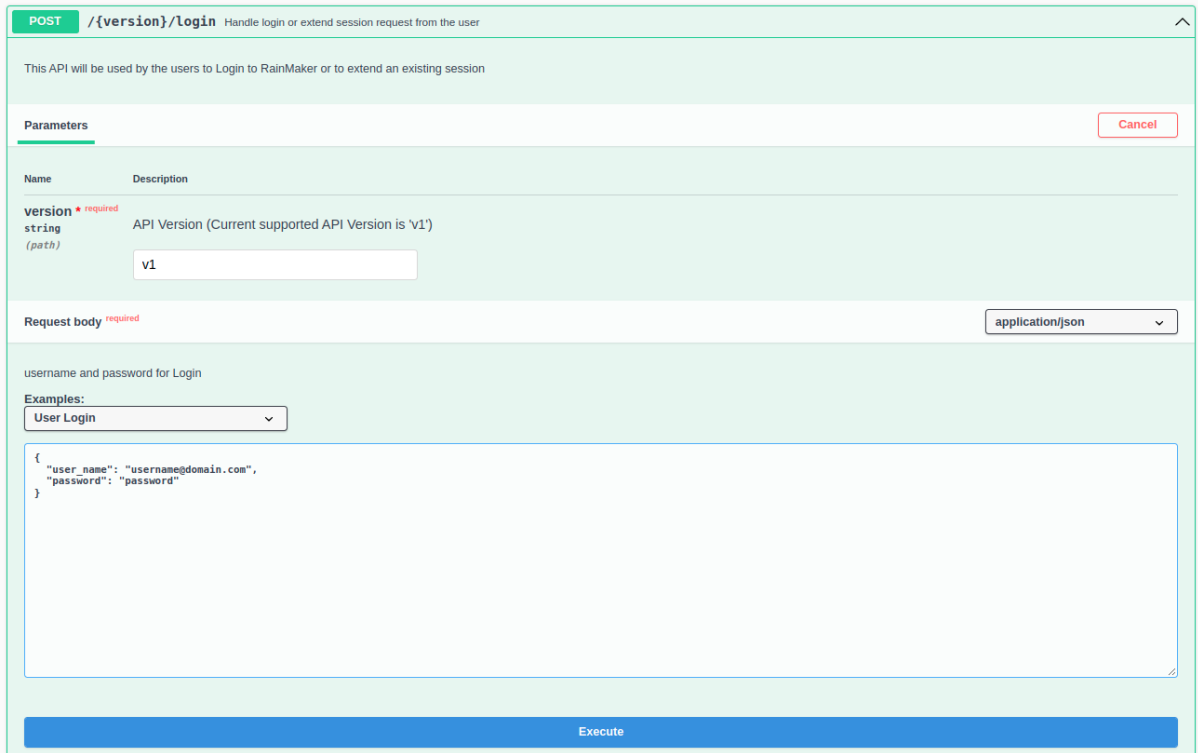 POST /{version}/login Handle login or extend session request from the user
This API will be used by the users to Login to RainMaker or to extend an existing session
Parameters Cancel
Name Description
version * required
string
(path)
API Version (Current supported API Version is 'v1')
v1
Request body required application/json
username and password for Login
Examples:
User Login
{
  "user_name": "username@domain.com",
  "password": "password"
}
Execute